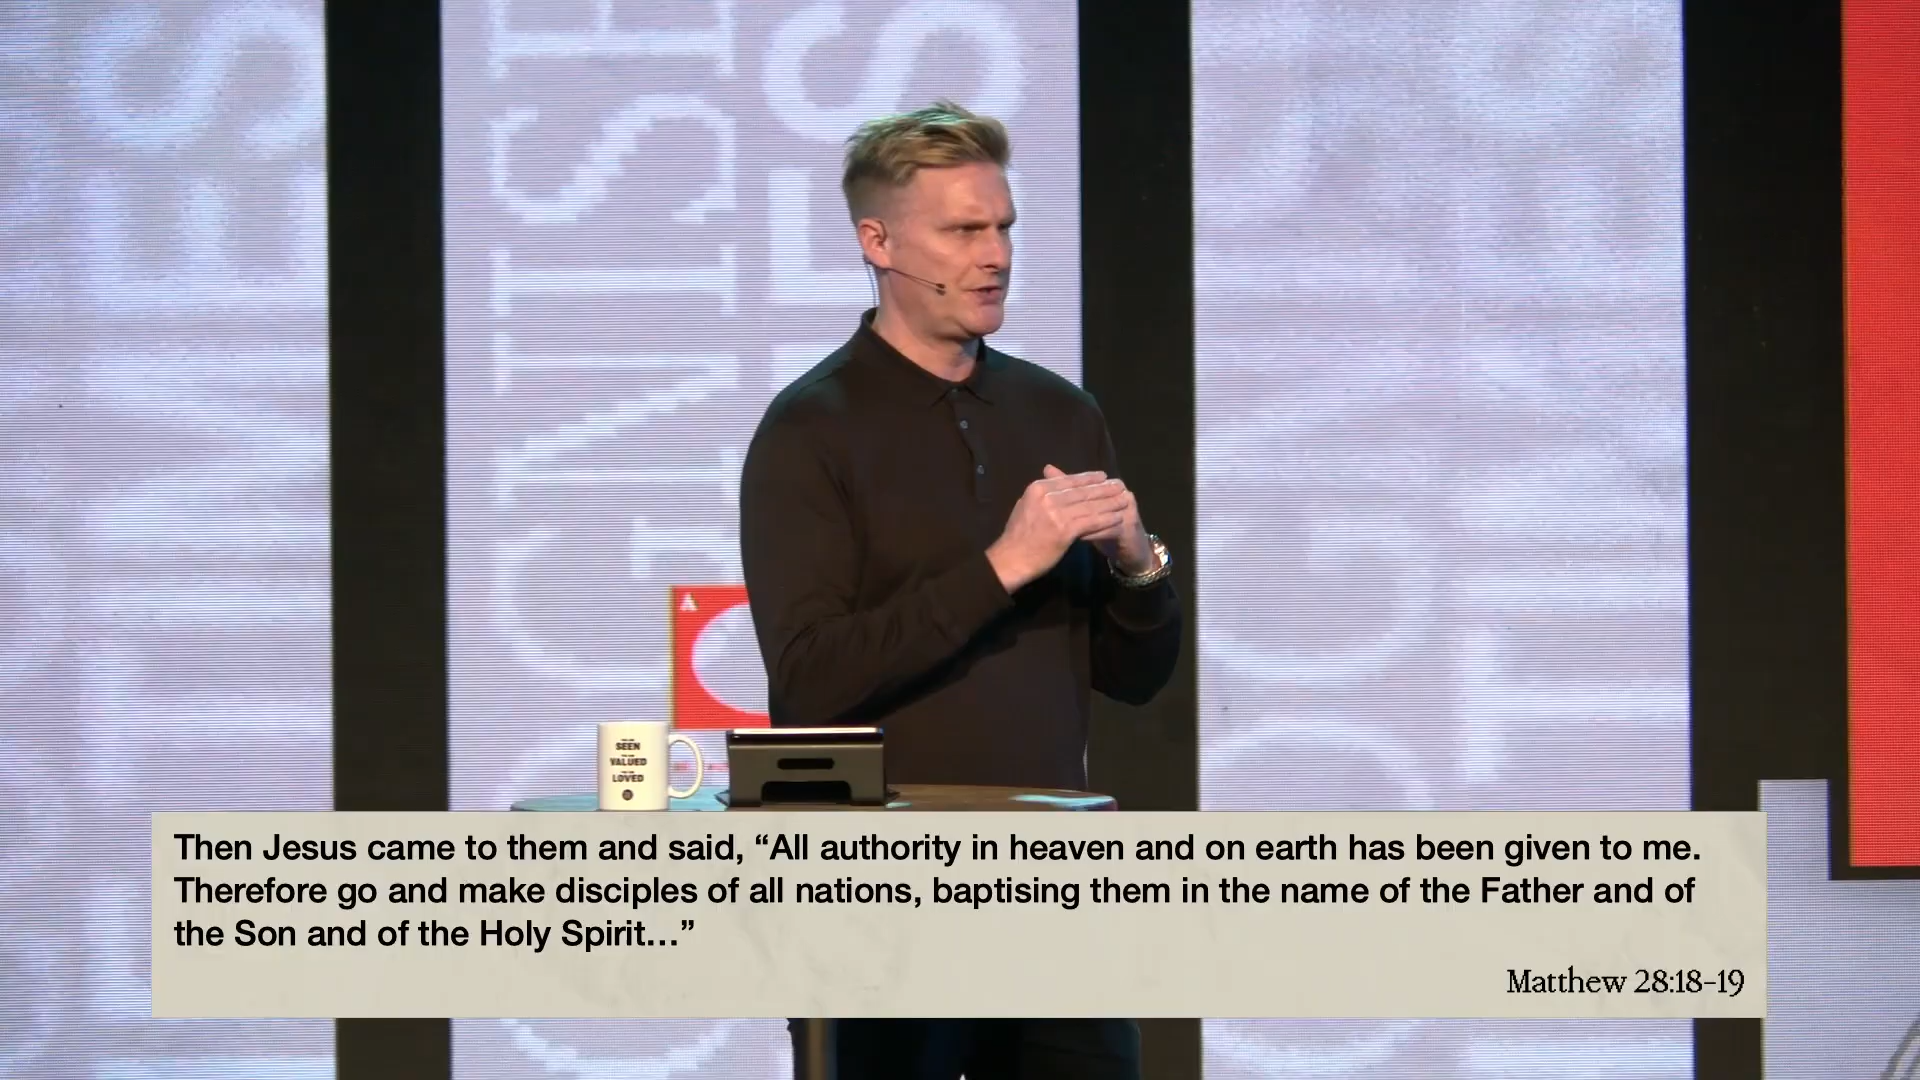 A
SEEN
VALUED
LOVED
Then Jesus came to them and said, “All authority in heaven and on earth has been given to me.
Therefore go and make disciples of all nations, baptising them in the name of the Father and of
the Son and of the Holy Spirit…”
Matthew 28:18-19